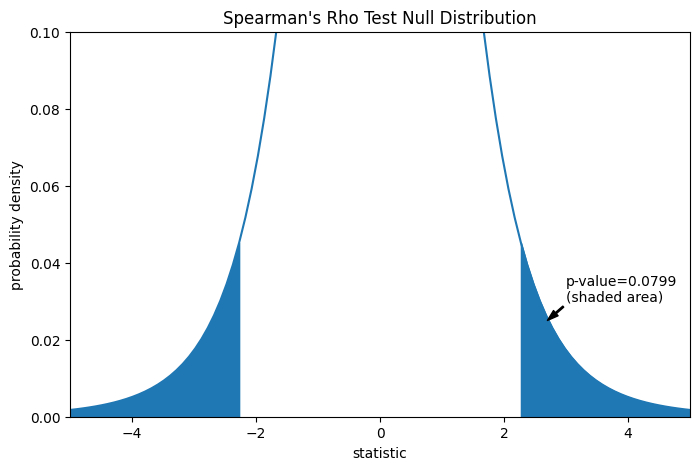 Spearman's Rho Test Null Distribution
probability density
0.10
0.08
0.06
0.04
0.02
0.00
p-value=0.0799
(shaded area)
−4
−2
0
2
4
statistic